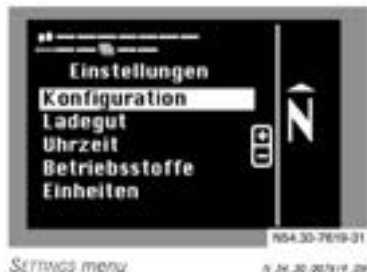 Einstellungen
Konfiguration
Ladegut
Uhrzeit
Betriebsstoffe
Einheiten
N
N54.30-7619-31
SETTINGS menu